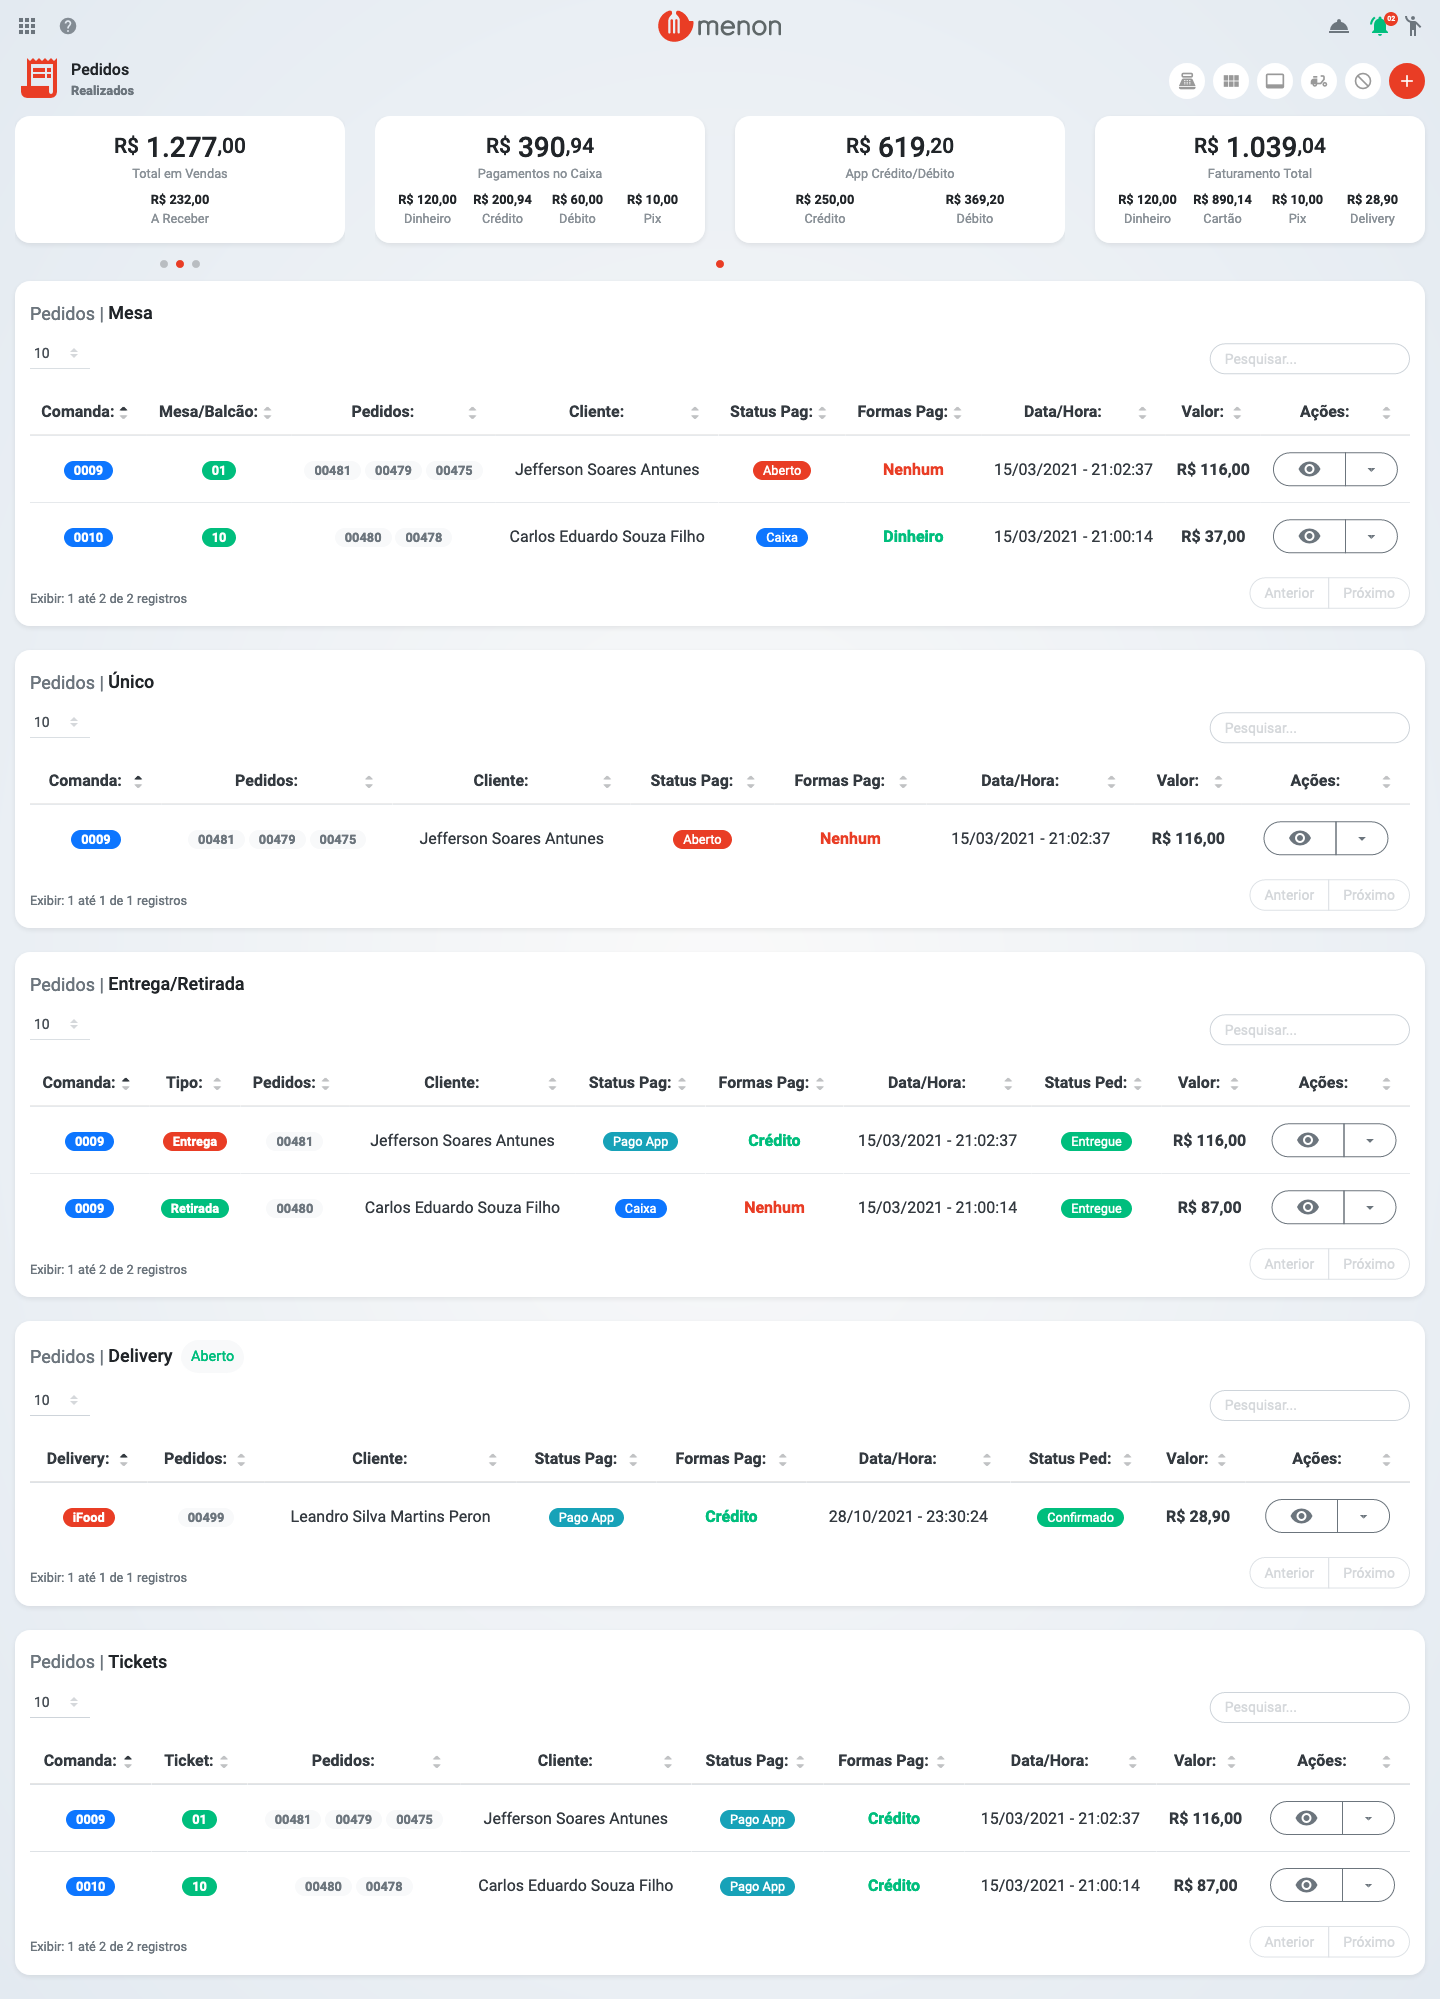 menon
02
Pedidos
Realizados
R$ 1.277,00
Total em Vendas
R$ 232,00
A Receber
R$ 390,94
Pagamentos no Caixa
R$ 120,00 R$ 200,94 R$ 60,00 R$ 10,00
Dinheiro Crédito Débito Pix
R$ 619,20
App Crédito/Débito
R$ 250,00 R$ 369,20
Crédito Débito
R$ 1.039,04
Faturamento Total
R$ 120,00 R$ 890,14 R$ 10,00 R$ 28,90
Dinheiro Cartão Pix Delivery
Pedidos | Mesa
10
Pesquisar...
Comanda: Mesa/Balcão: Pedidos: Cliente: Status Pag: Formas Pag: Data/Hora: Valor: Ações:
0009 01 00481 00479 00475 Jefferson Soares Antunes Aberto Nenhum 15/03/2021 - 21:02:37 R$ 116,00
0010 10 00480 00478 Carlos Eduardo Souza Filho Caixa Dinheiro 15/03/2021 - 21:00:14 R$ 37,00
Exibir: 1 até 2 de 2 registros
Anterior Próximo
Pedidos | Único
10
Pesquisar...
Comanda: Pedidos: Cliente: Status Pag: Formas Pag: Data/Hora: Valor: Ações:
0009 00481 00479 00475 Jefferson Soares Antunes Aberto Nenhum 15/03/2021 - 21:02:37 R$ 116,00
Exibir: 1 até 1 de 1 registros
Anterior Próximo
Pedidos | Entrega/Retirada
10
Pesquisar...
Comanda: Tipo: Pedidos: Cliente: Status Pag: Formas Pag: Data/Hora: Status Ped: Valor: Ações:
0009 Entrega 00481 Jefferson Soares Antunes Pago App Crédito 15/03/2021 - 21:02:37 Entregue R$ 116,00
0009 Retirada 00480 Carlos Eduardo Souza Filho Caixa Nenhum 15/03/2021 - 21:00:14 Entregue R$ 87,00
Exibir: 1 até 2 de 2 registros
Anterior Próximo
Pedidos | Delivery Aberto
10
Pesquisar...
Delivery: Pedidos: Cliente: Status Pag: Formas Pag: Data/Hora: Status Ped: Valor: Ações:
iFood 00499 Leandro Silva Martins Peron Pago App Crédito 28/10/2021 - 23:30:24 Confirmado R$ 28,90
Exibir: 1 até 1 de 1 registros
Anterior Próximo
Pedidos | Tickets
10
Pesquisar...
Comanda: Ticket: Pedidos: Cliente: Status Pag: Formas Pag: Data/Hora: Valor: Ações:
0009 01 00481 00479 00475 Jefferson Soares Antunes Pago App Crédito 15/03/2021 - 21:02:37 R$ 116,00
0010 10 00480 00478 Carlos Eduardo Souza Filho Pago App Crédito 15/03/2021 - 21:00:14 R$ 87,00
Exibir: 1 até 2 de 2 registros
Anterior Próximo